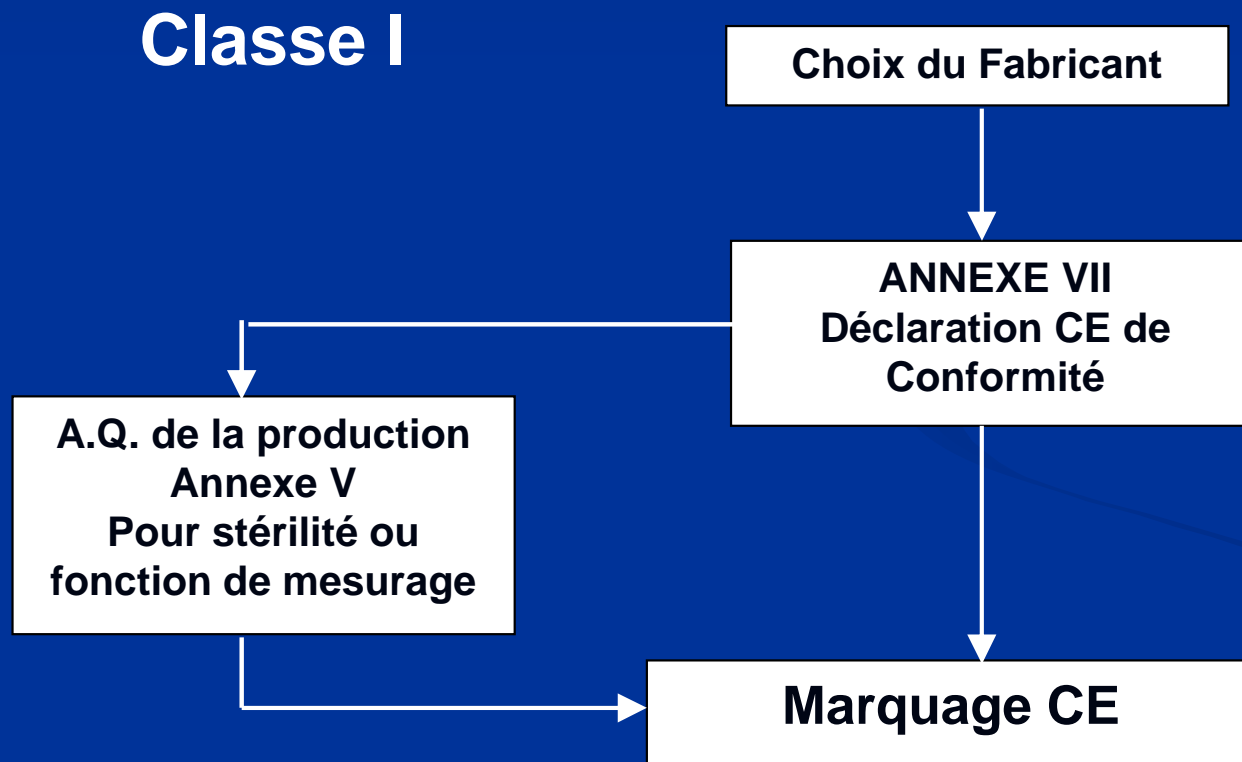 Classe I
Choix du Fabricant
ANNEXE VII
Déclaration CE de
Conformité
A.Q. de la production
Annexe V
Pour stérilité ou
fonction de mesurage
Marquage CE